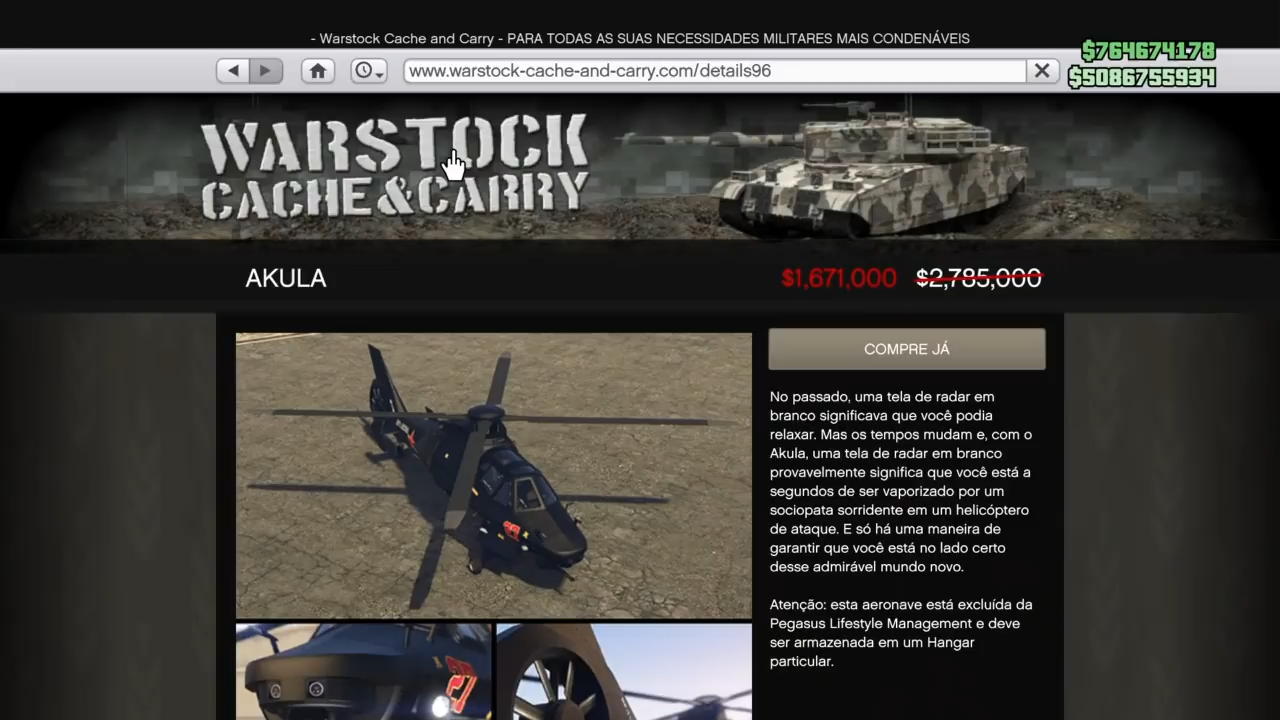 - Warstock Cache and Carry - PARA TODAS AS SUAS NECESSIDADES MILITARES MAIS CONDENÁVEIS
$764674178
www.warstock-cache-and-carry.com/details96
$5086755934
WARSTOCK
CACHE&CARRY
AKULA
$1,671,000 $2,785,000
COMPRE JÁ
No passado, uma tela de radar em
branco significava que você podia
relaxar. Mas os tempos mudam e, com o
Akula, uma tela de radar em branco
provavelmente significa que você está a
segundos de ser vaporizado por um
sociopata sorridente em um helicóptero
de ataque. E só há uma maneira de
garantir que você está no lado certo
desse admirável mundo novo.
Atenção: esta aeronave está excluída da
Pegasus Lifestyle Management e deve
ser armazenada em um Hangar
particular.
27
27